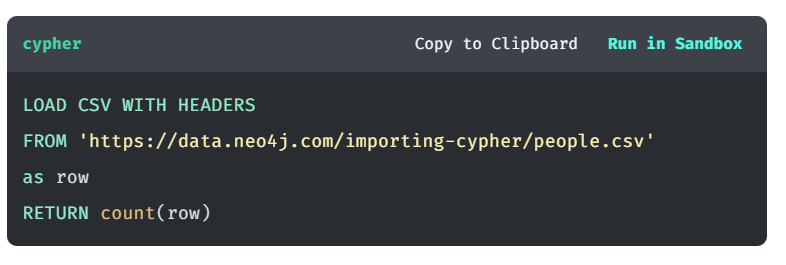 cypher Copy to Clipboard Run in Sandbox
LOAD CSV WITH HEADERS
FROM 'https://data.neo4j.com/importing-cypher/people.csv'
as row
RETURN count(row)